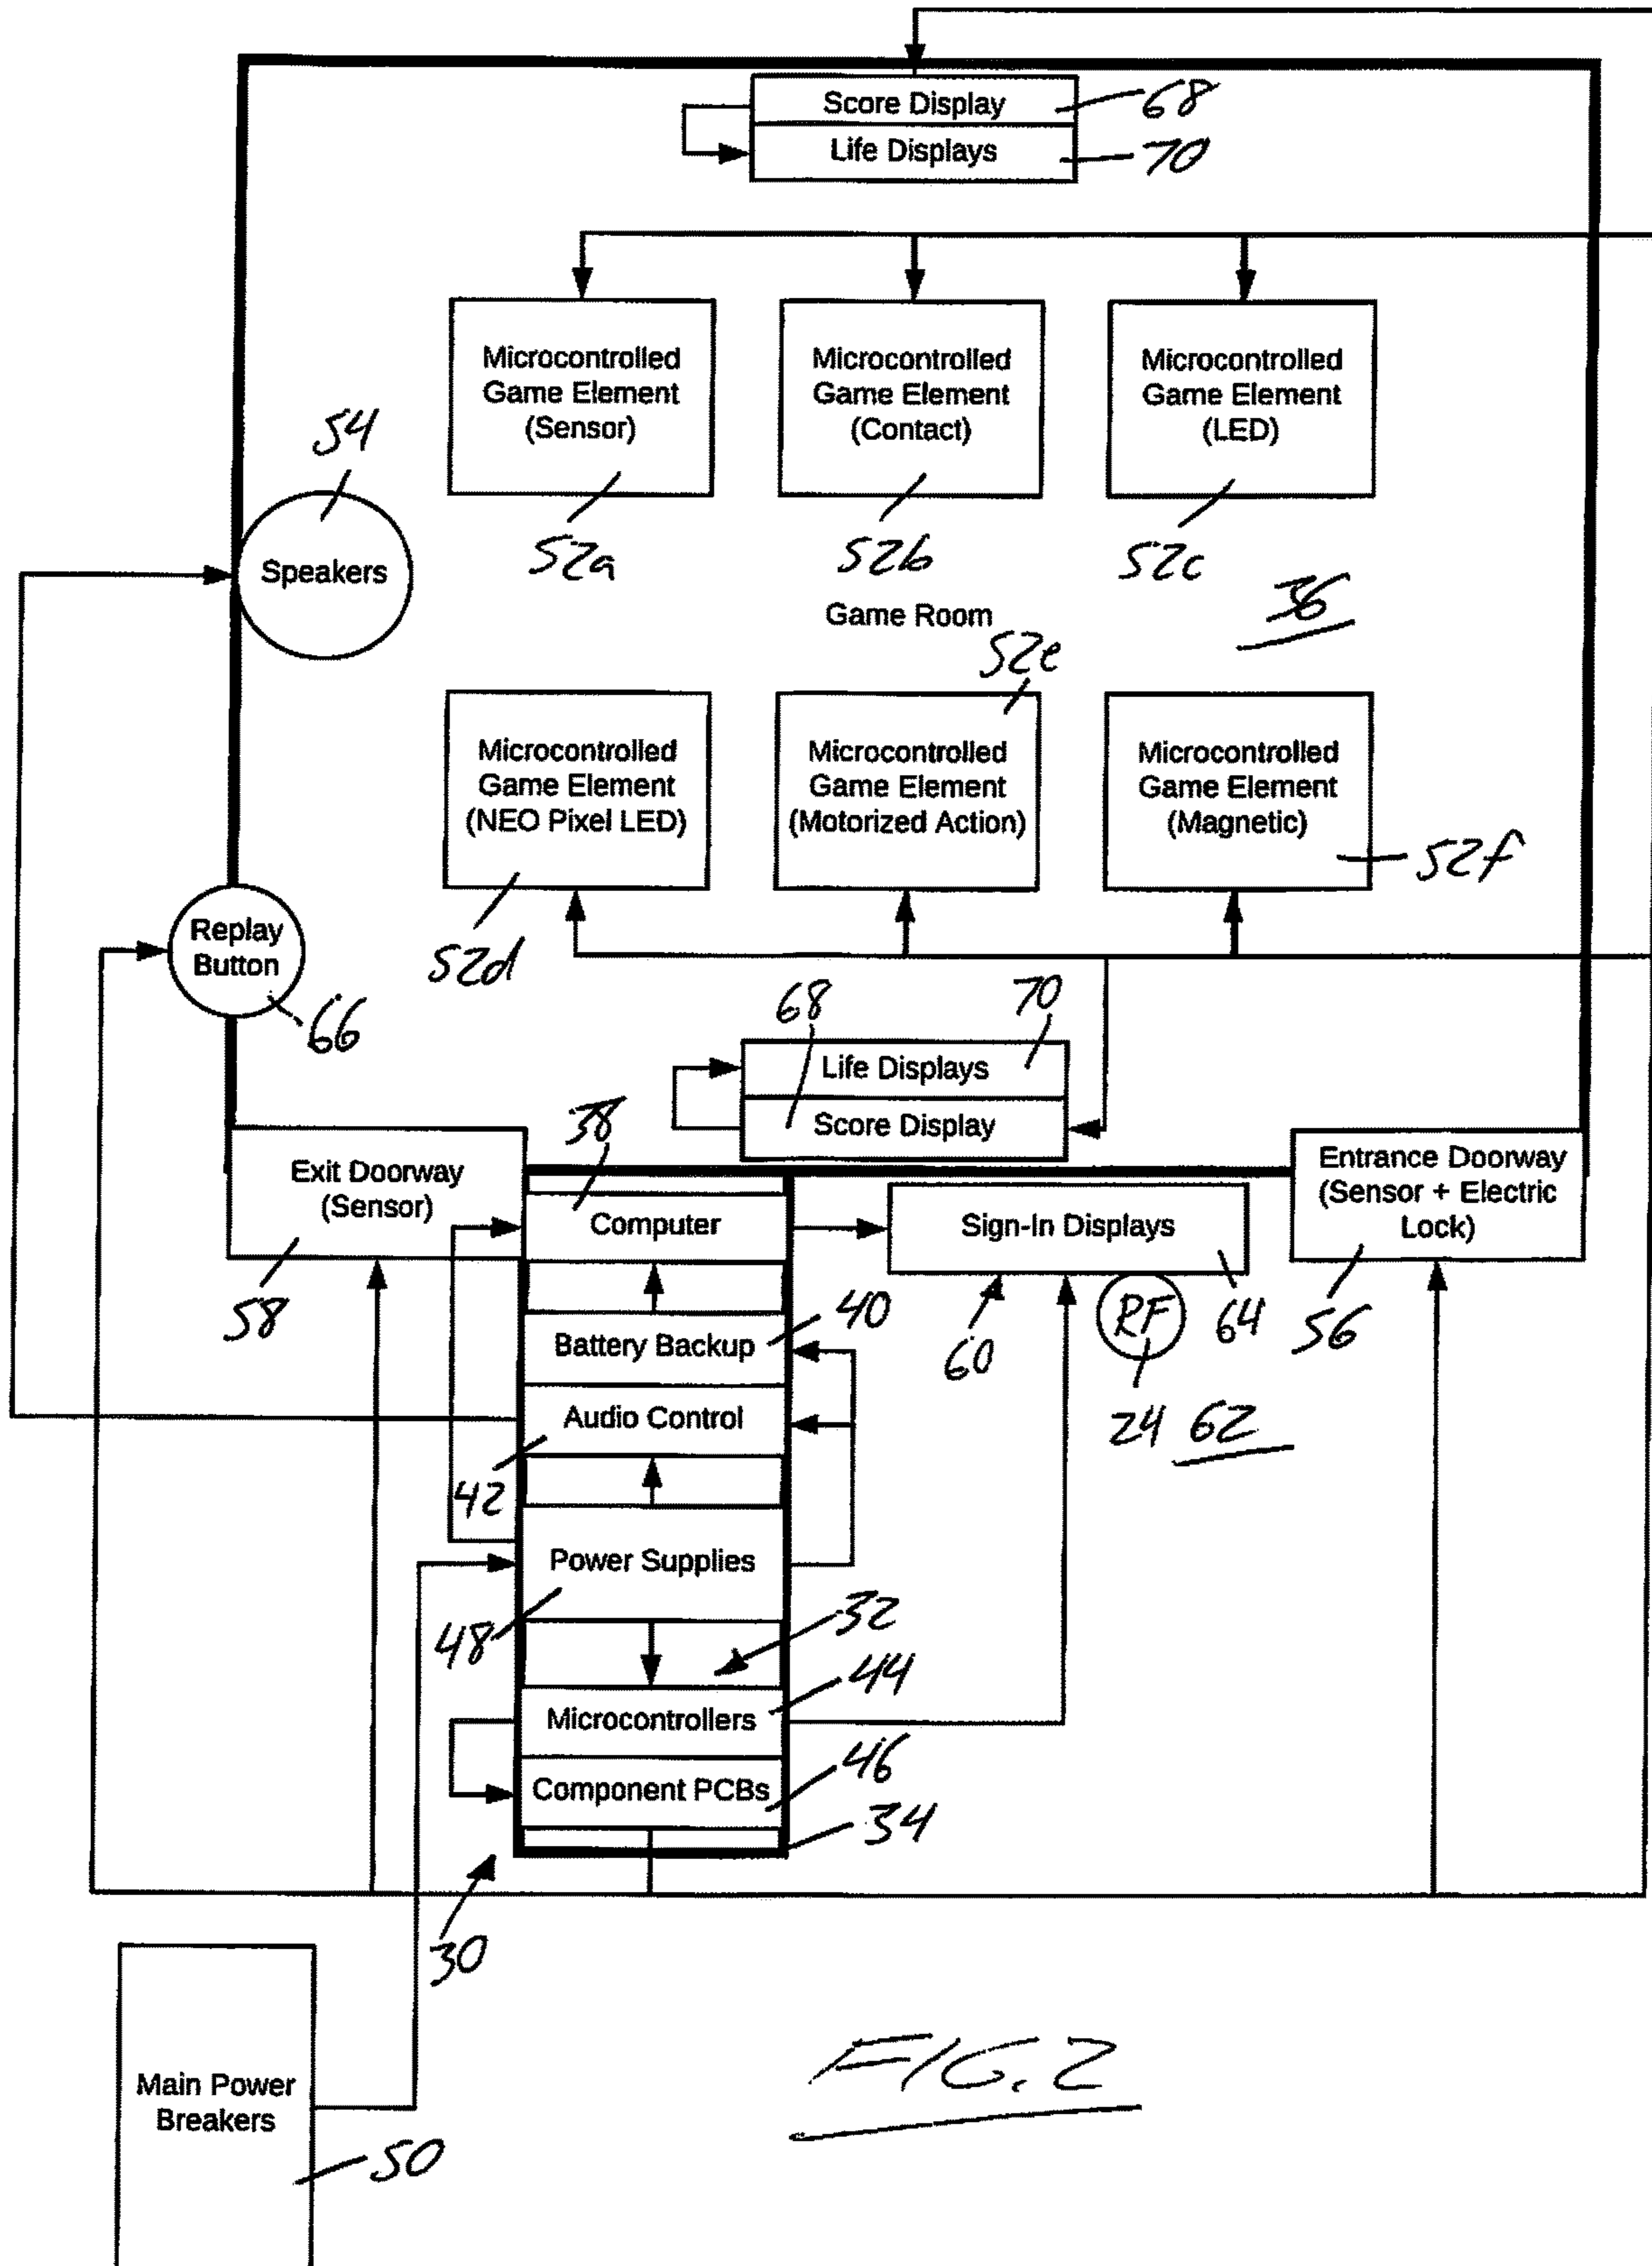 Score Display
68
Life Displays
70
Microcontrolled
Game Element
(Sensor)
52a
Microcontrolled
Game Element
(Contact)
52b
Microcontrolled
Game Element
(LED)
52c
54
Speakers
Game Room
36
52e
Microcontrolled
Game Element
(NEO Pixel LED)
52d
Microcontrolled
Game Element
(Motorized Action)
Microcontrolled
Game Element
(Magnetic)
52f
Replay
Button
66
68
70
Life Displays
Score Display
38
Exit Doorway
(Sensor)
58
Computer
Sign-In Displays
64
Entrance Doorway
(Sensor + Electric
Lock)
56
60
RF
24
62
Battery Backup
40
Audio Control
42
Power Supplies
48
32
Microcontrollers
44
Component PCBs
46
34
30
Main Power
Breakers
50
FIG. 2